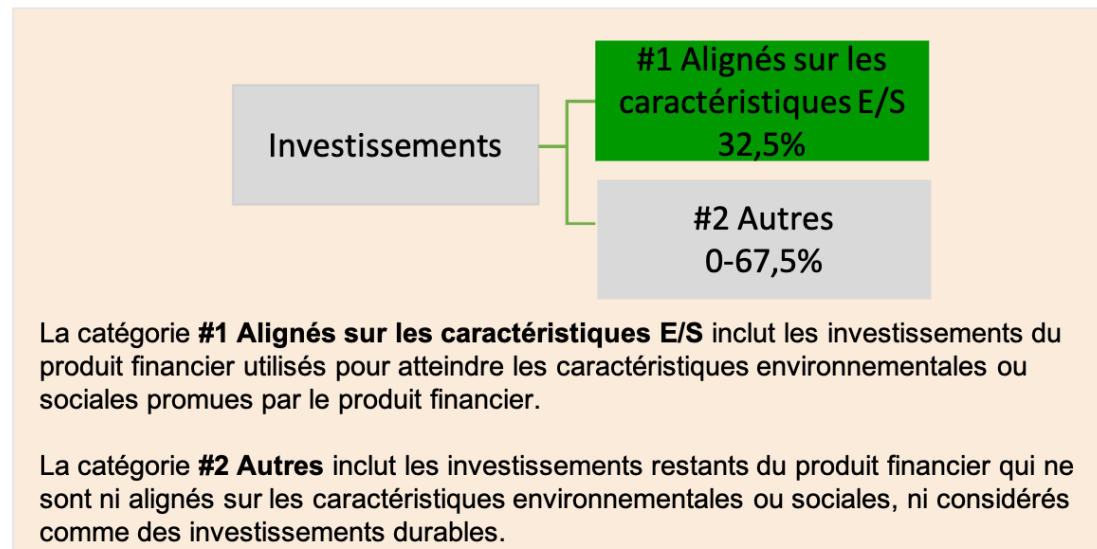 #1 Alignés sur les
caractéristiques E/S
32,5%
Investissements
#2 Autres
0-67,5%
La catégorie #1 Alignés sur les caractéristiques E/S inclut les investissements du
produit financier utilisés pour atteindre les caractéristiques environnementales ou
sociales promues par le produit financier.
La catégorie #2 Autres inclut les investissements restants du produit financier qui ne
sont ni alignés sur les caractéristiques environnementales ou sociales, ni considérés
comme des investissements durables.